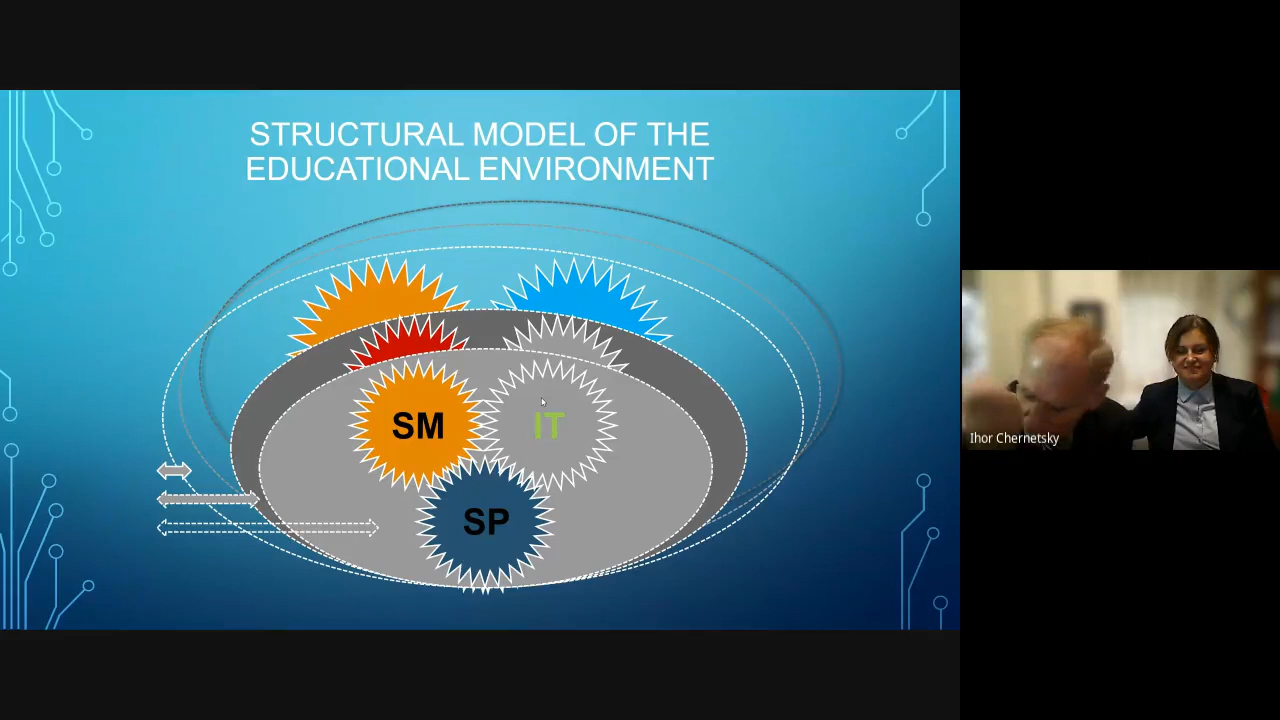 STRUCTURAL MODEL OF THE
EDUCATIONAL ENVIRONMENT
SM
IT
SP
Ihor Chernetsky